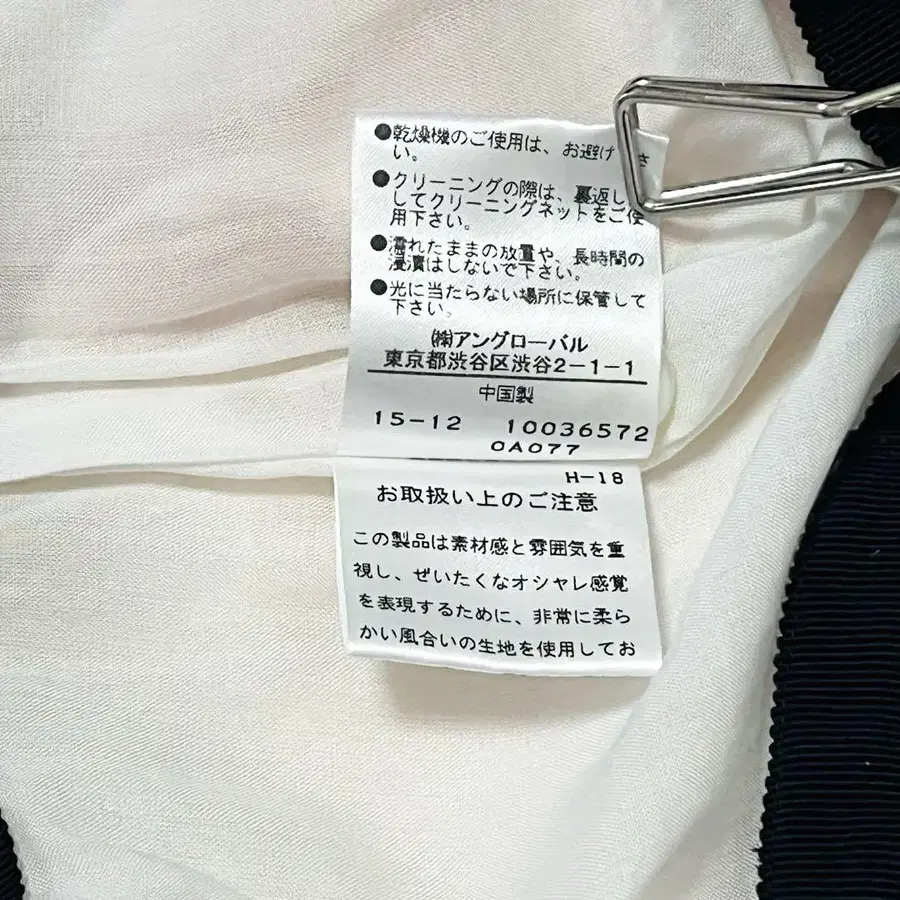 ●乾燥機のご使用は、お避け さ
い。
●クリーニングの際は、裏返し
してクリーニングネットをご使
用下さい。
●濡れたままの放置や、長時間の
浸漬はしないで下さい。
●光に当たらない場所に保管して
下さい。
㈱アングローバル
東京都渋谷区渋谷2-1-1
中国製
15-12 10036572
0A077
H-18
お取扱い上のご注意
この製品は素材感と雰囲気を重
視し、ぜいたくなオシャレ感覚
を表現するために、非常に柔ら
かい風合いの生地を使用してお